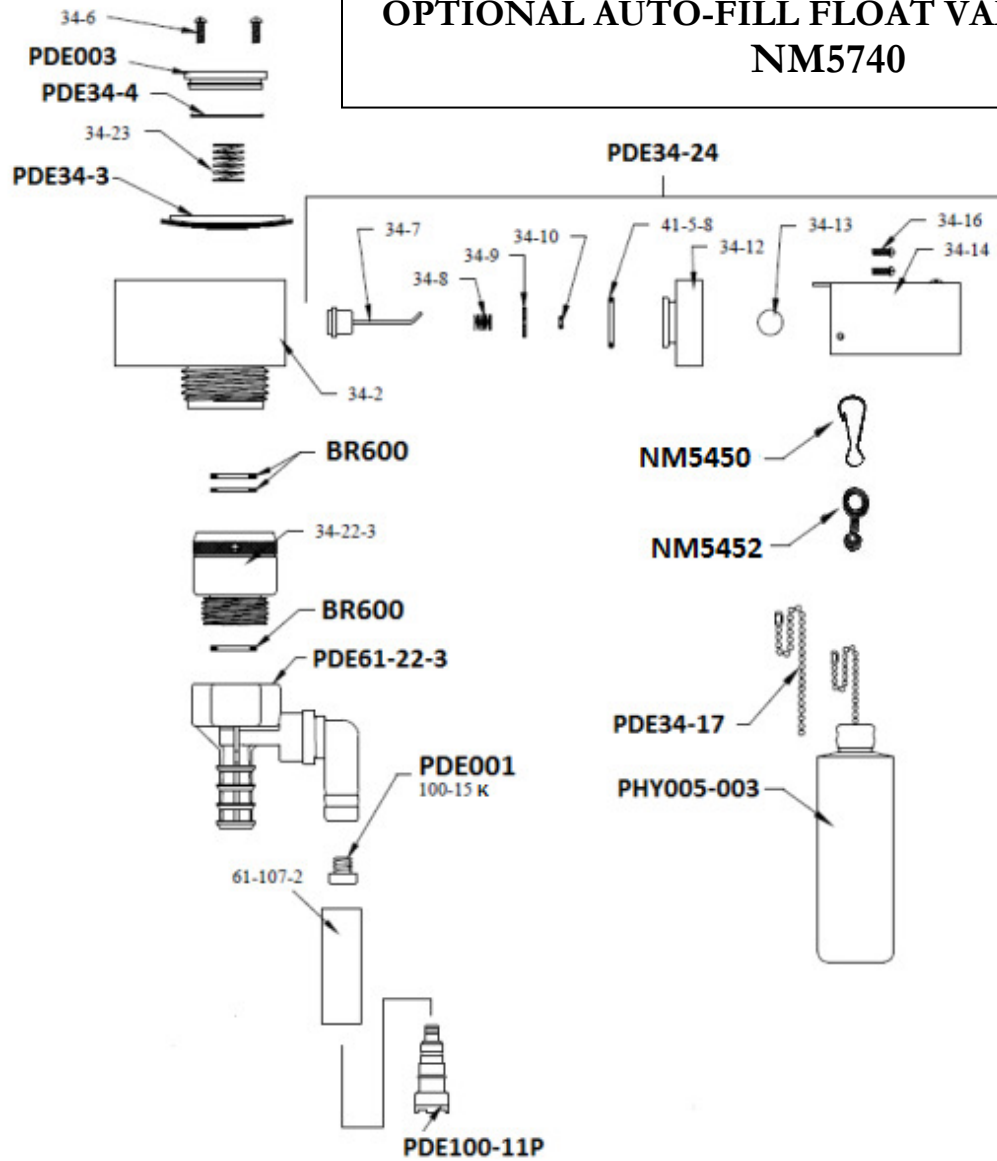 OPTIONAL AUTO-FILL FLOAT
NM5740
34-6
PDE003
PDE34-4
34-23
PDE34-3
PDE34-24
34-7
34-8
34-9
34-10
41-5-8
34-12
34-13
34-16
34-14
34-2
BR600
34-22-3
BR600
PDE61-22-3
PDE001
100-15 K
61-107-2
PDE100-11P
NM5450
NM5452
PDE34-17
PHY005-003